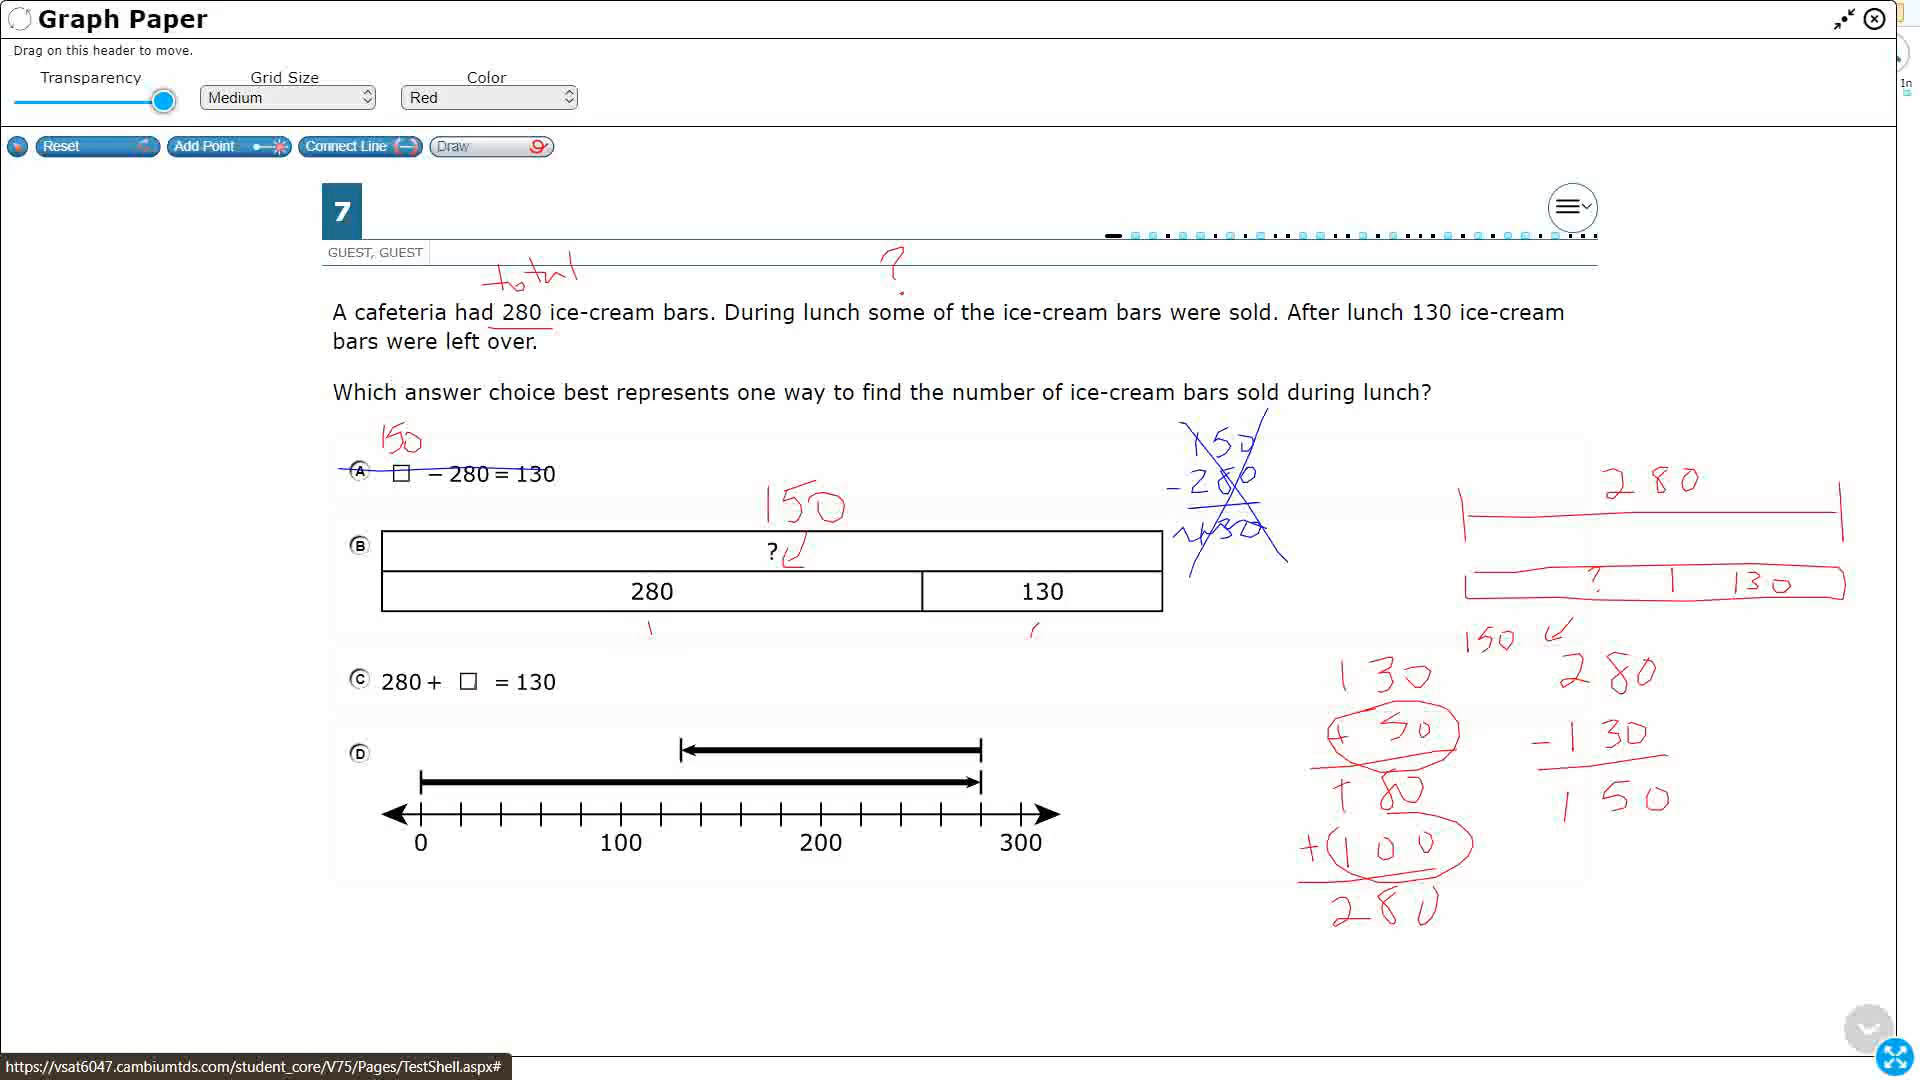 Graph Paper
Drag on this header to move.
Transparency
Grid Size
Color
Medium
Red
In
Reset
Add Point
Connect Line
Draw
7
GUEST, GUEST
total
?
A cafeteria had 280 ice-cream bars. During lunch some of the ice-cream bars were sold. After lunch 130 ice-cream
bars were left over.
Which answer choice best represents one way to find the number of ice-cream bars sold during lunch?
150
A □ − 280 = 130
150
- 280
280
150
B
?
280 130
? | 130
150
C 280 + □ = 130
130
+ 50
+ 80
+ 100
280
280
- 130
150
D
0 100 200 300
https://vsat6047.cambiumtds.com/student_core/V75/Pages/TestShell.aspx#